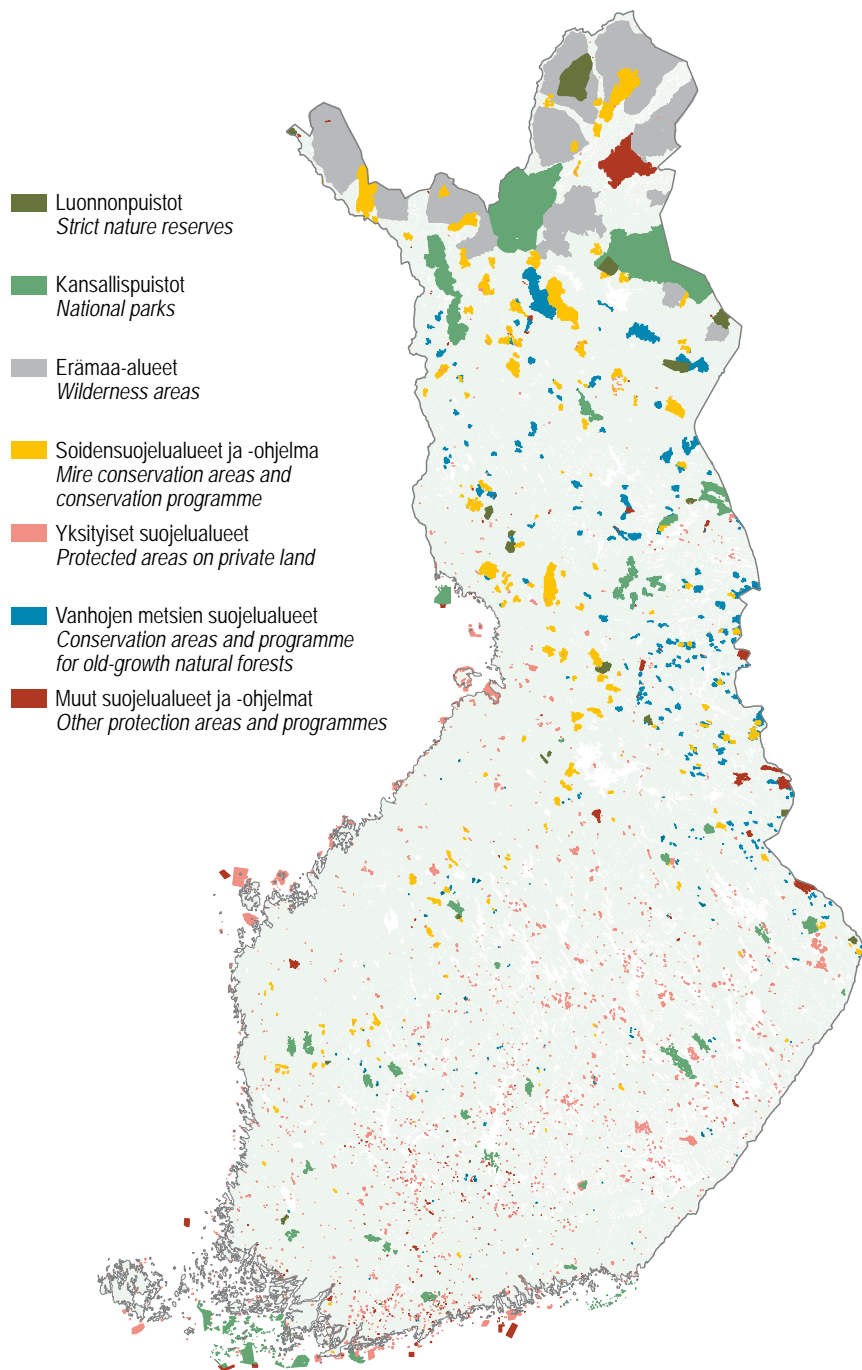 Luonnonpuistot
Strict nature reserves
Kansallispuistot
National parks
Erämaa-alueet
Wilderness areas
Soidensuojelualueet ja -ohjelma
Mire conservation areas and
conservation programme
Yksityiset suojelualueet
Protected areas on private land
Vanhojen metsien suojelualueet
Conservation areas and programme
for old-growth natural forests
Muut suojelualueet ja -ohjelmat
Other protection areas and programmes